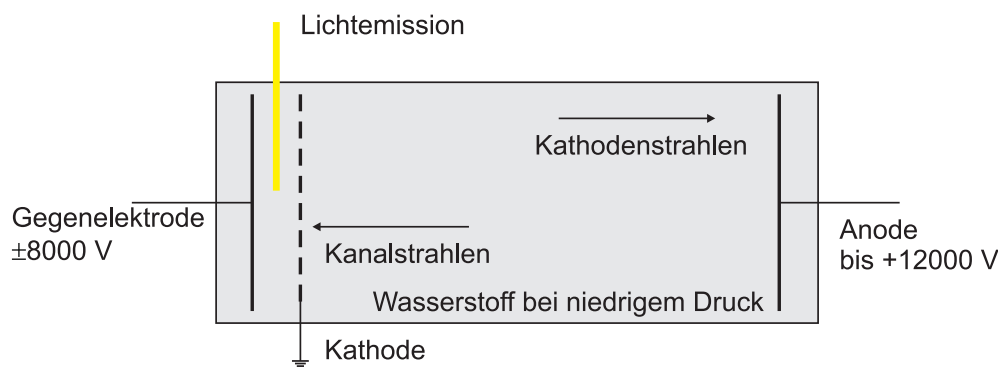 Lichtemission
Kathodenstrahlen
Gegenelektrode
±8000 V
Kanalstrahlen
Anode
bis +12000 V
Wasserstoff bei niedrigem Druck
Kathode